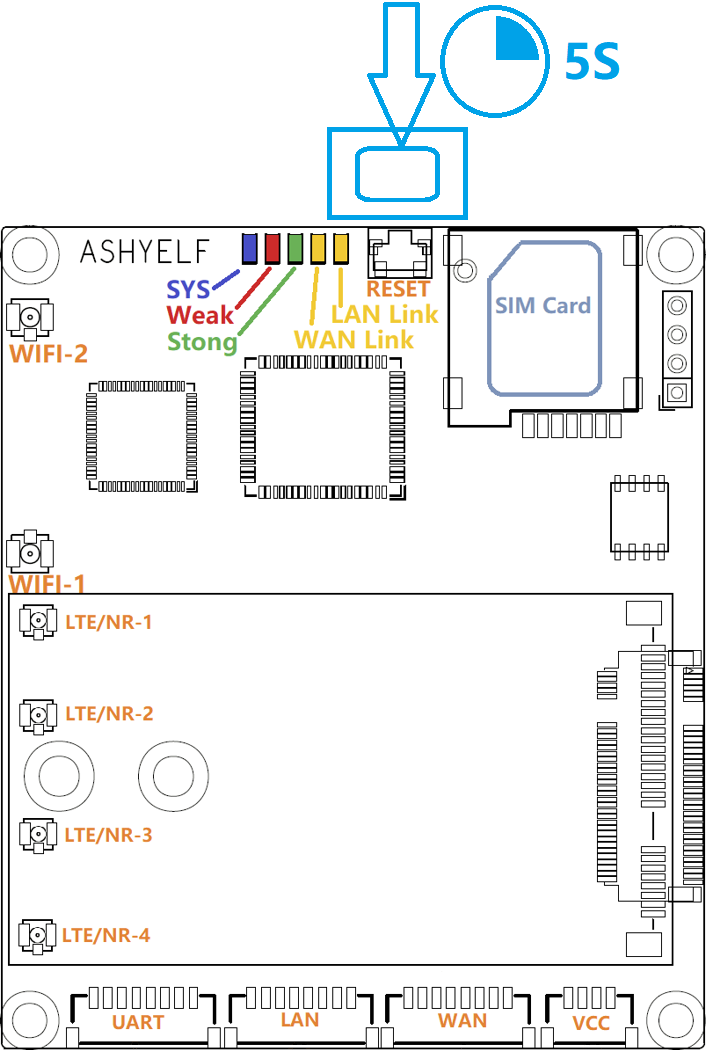 5S
ASHYELF
SYS
Weak
Stong
RESET
LAN Link
WAN Link
SIM Card
WIFI-2
WIFI-1
LTE/NR-1
LTE/NR-2
LTE/NR-3
LTE/NR-4
UART
LAN
WAN
VCC